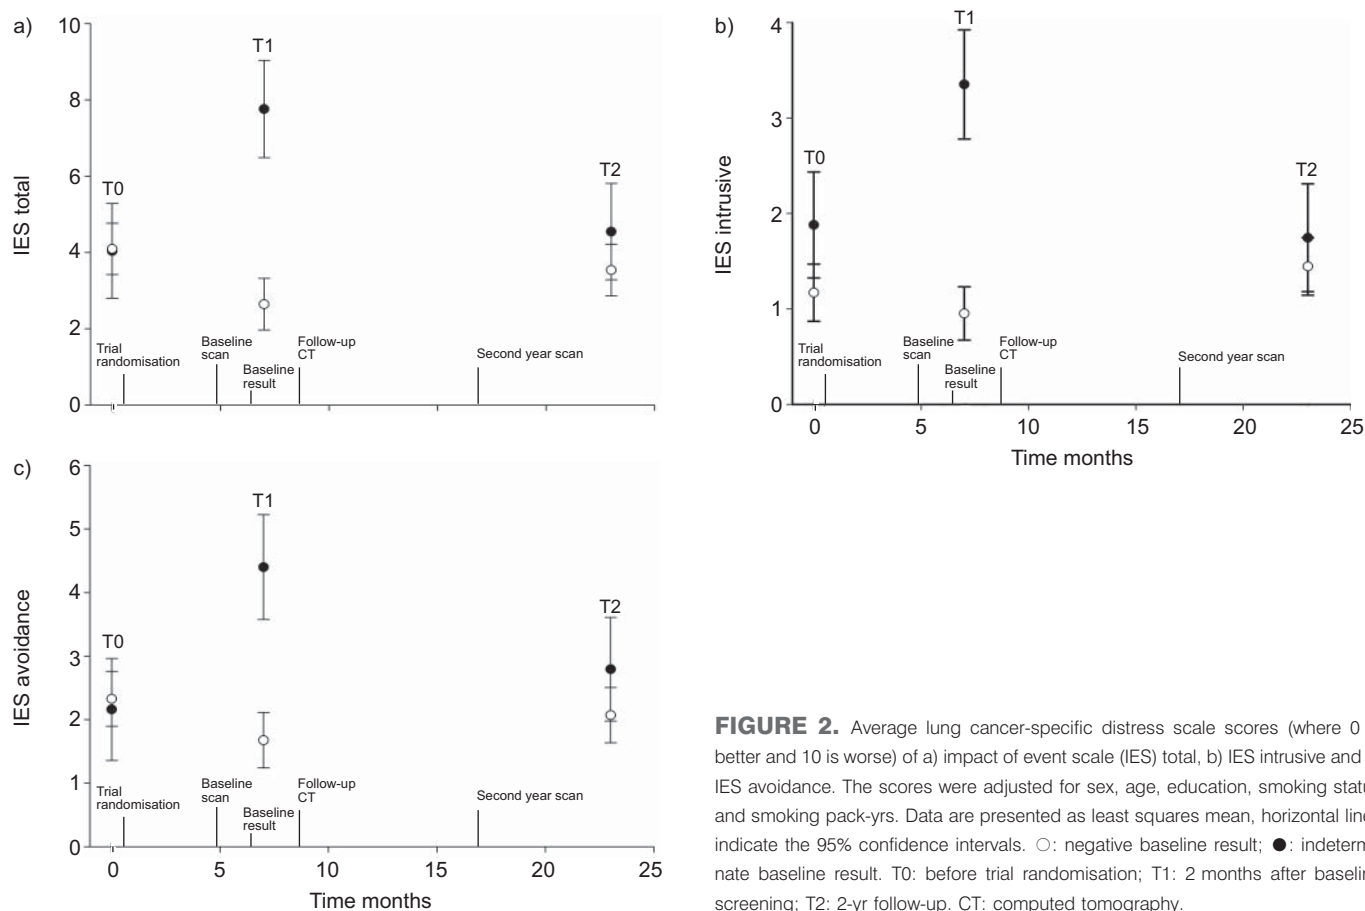 a)
10
8
6
4
2
0
IES total
T0
T1
T2
Trial
randomisation
Baseline
scan
Baseline
result
Follow-up
CT
Second year scan
b)
4
3
2
1
0
IES intrusive
T0
T1
T2
Trial
randomisation
Baseline
scan
Baseline
result
Follow-up
CT
Second year scan
0 5 10 15 20 25
Time months
c)
6
5
4
3
2
1
0
IES avoidance
T0
T1
T2
Trial
randomisation
Baseline
scan
Baseline
result
Follow-up
CT
Second year scan
0 5 10 15 20 25
Time months
FIGURE 2. Average lung cancer-specific distress scale scores (where 0
better and 10 is worse) of a) impact of event scale (IES) total, b) IES intrusive and
IES avoidance. The scores were adjusted for sex, age, education, smoking statu
and smoking pack-yrs. Data are presented as least squares mean, horizontal line
indicate the 95% confidence intervals. ○: negative baseline result; ●: indeterm
nate baseline result. T0: before trial randomisation; T1: 2 months after baselin
screening; T2: 2-yr follow-up. CT: computed tomography.